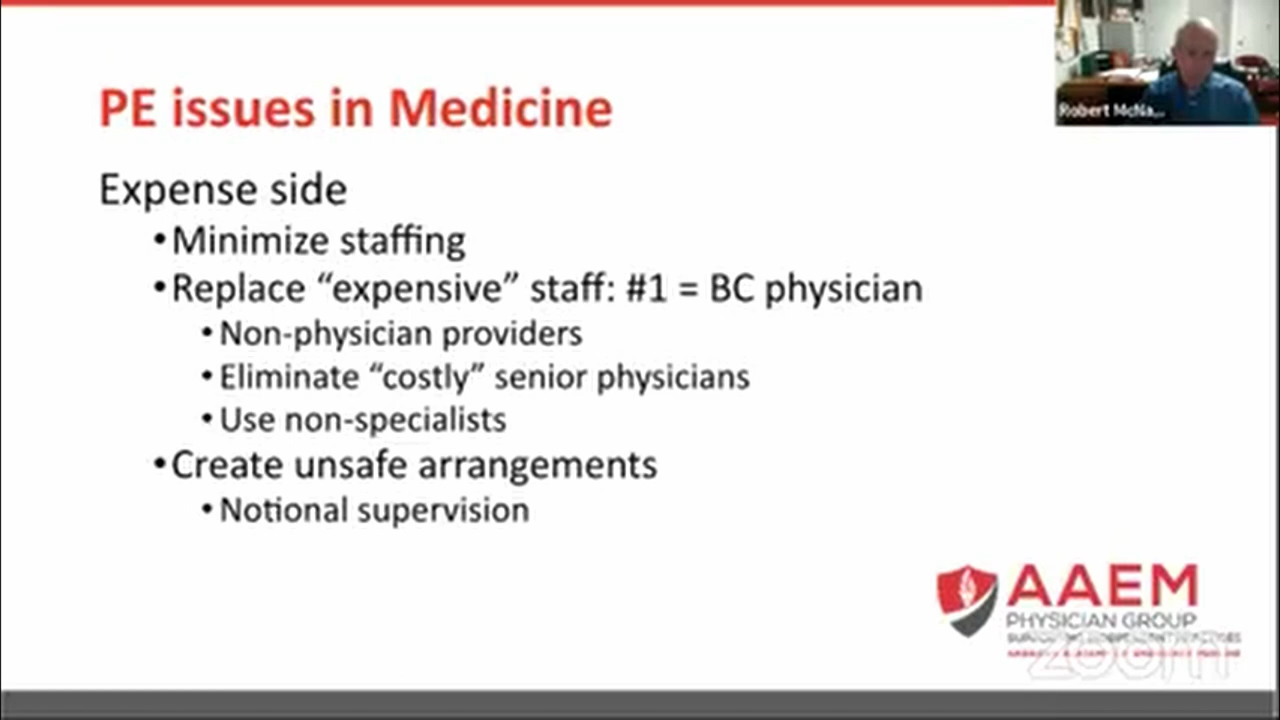 Robert McNa...
PE issues in Medicine
Expense side
•Minimize staffing
•Replace “expensive” staff: #1 = BC physician
•Non-physician providers
•Eliminate “costly” senior physicians
•Use non-specialists
•Create unsafe arrangements
•Notional supervision
AAEM
PHYSICIAN GROUP
zoom